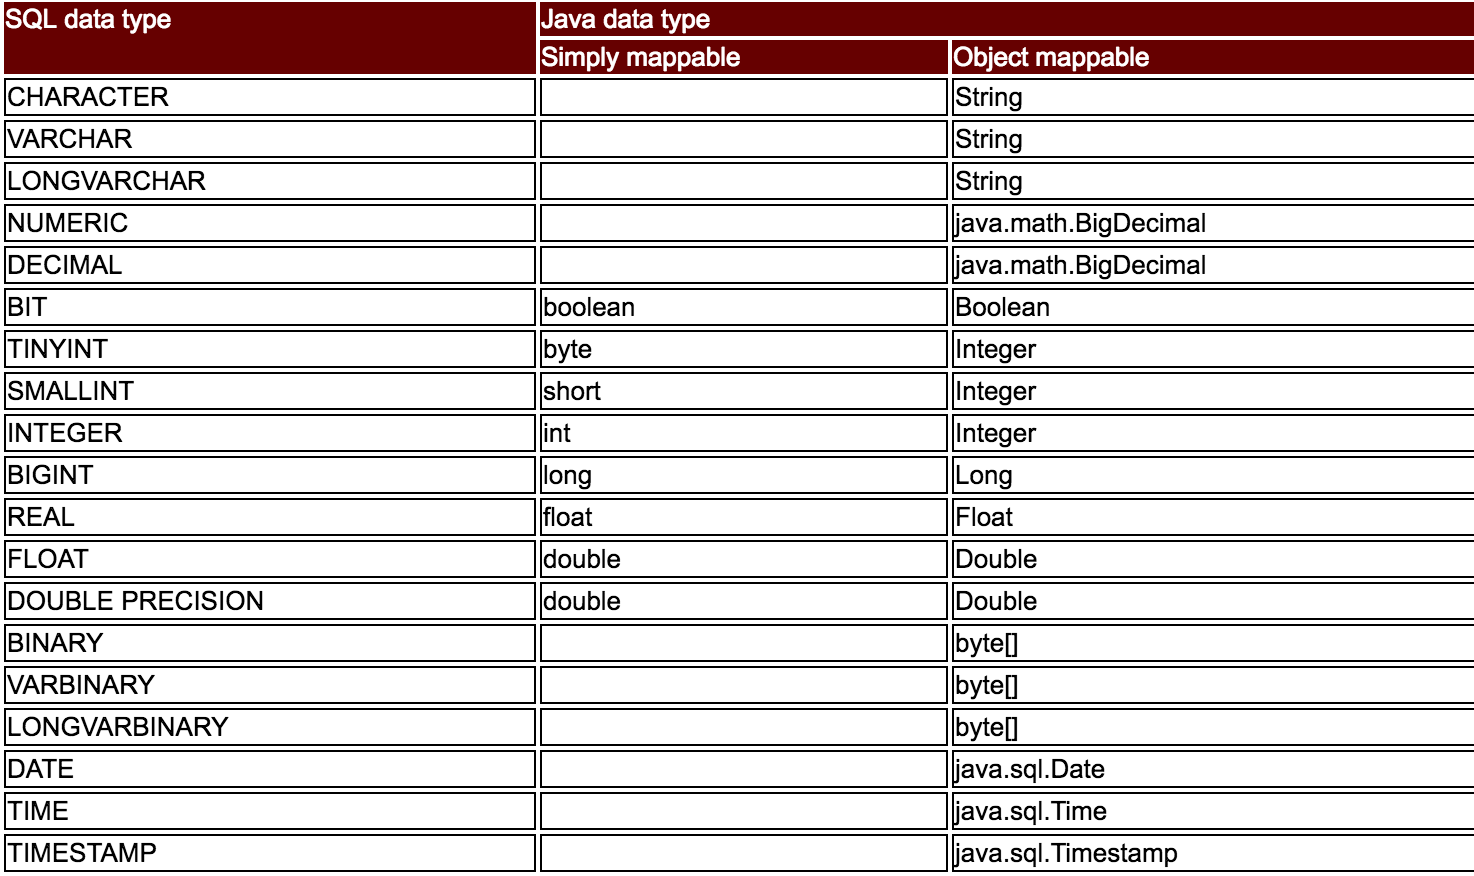 SQL data type Java data type
Simply mappable Object mappable
CHARACTER String
VARCHAR String
LONGVARCHAR String
NUMERIC java.math.BigDecimal
DECIMAL java.math.BigDecimal
BIT boolean Boolean
TINYINT byte Integer
SMALLINT short Integer
INTEGER int Integer
BIGINT long Long
REAL float Float
FLOAT double Double
DOUBLE PRECISION double Double
BINARY byte[]
VARBINARY byte[]
LONGVARBINARY byte[]
DATE java.sql.Date
TIME java.sql.Time
TIMESTAMP java.sql.Timestamp